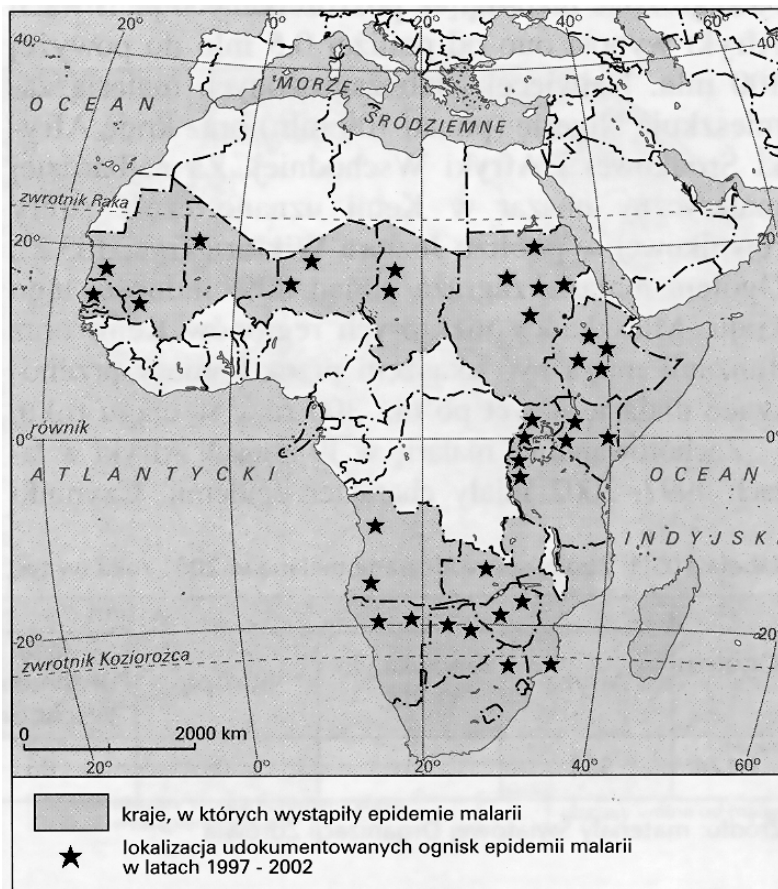 20° 0° 20° 40° 60°
40° 40°
MORZE
OCEAN
ŚRÓDZIEMNE
zwrotnik Raka
20° 20°
równik
0° 0°
ATLANTYCKI OCEAN
INDYJSK
20° 20°
zwrotnik Koziorożca
0 2000 km
20° 0° 20° 40° 60°
kraje, w których wystąpiły epidemie malarii
lokalizacja udokumentowanych ognisk epidemii malarii
w latach 1997 - 2002